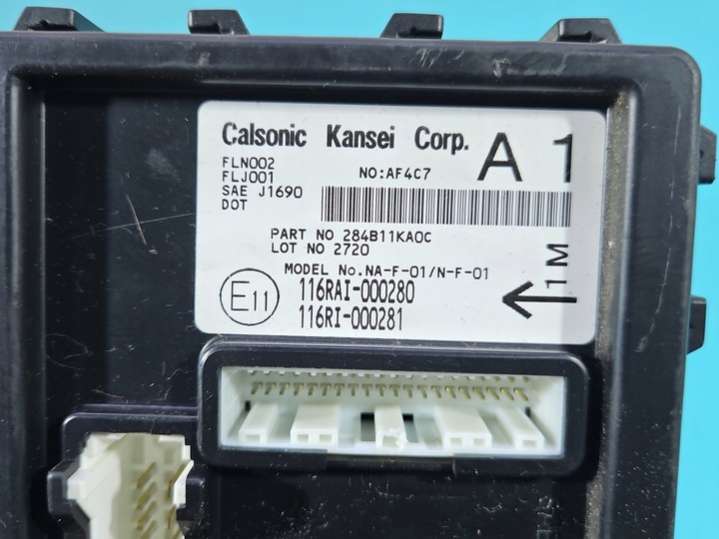 Calsonic Kansei Corp.
A 1
FLN002
FLJ001
NO:AF4C7
SAE J1690
DOT
PART NO 284B11KA0C
LOT NO 2720
MODEL No.NA-F-01/N-F-01
E11
116RAI-000280
116RI-000281
1M